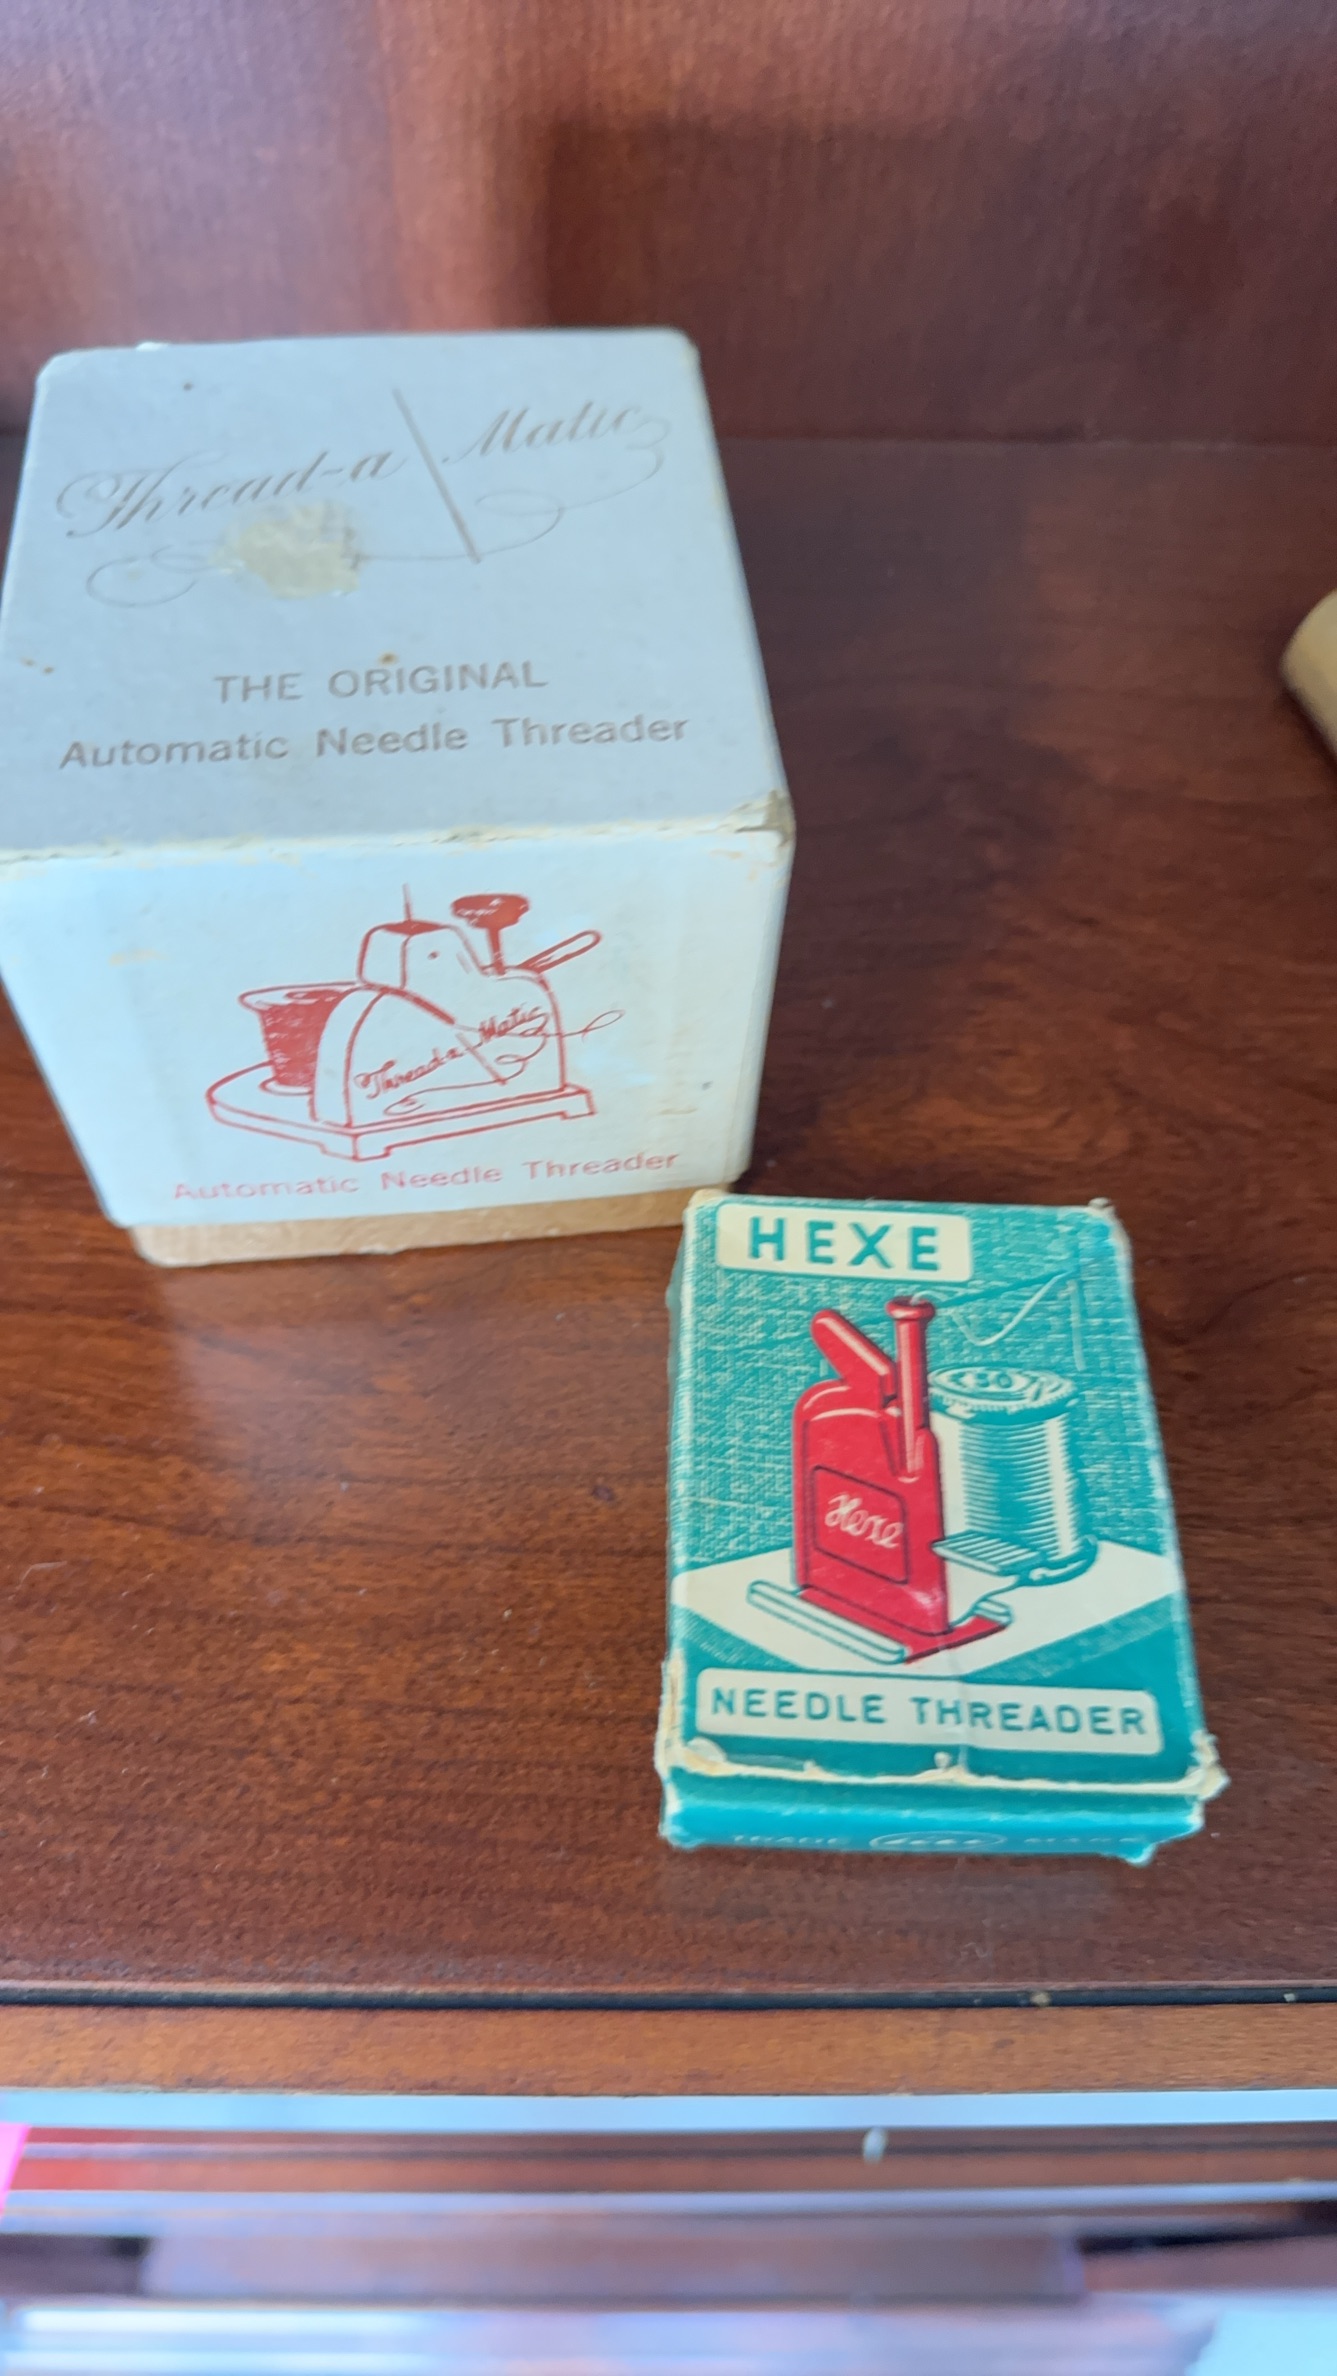 Thread-a Matic
THE ORIGINAL
Automatic Needle Threader
Thread-a Matic
Automatic Needle Threader
HEXE
Hexe
NEEDLE THREADER